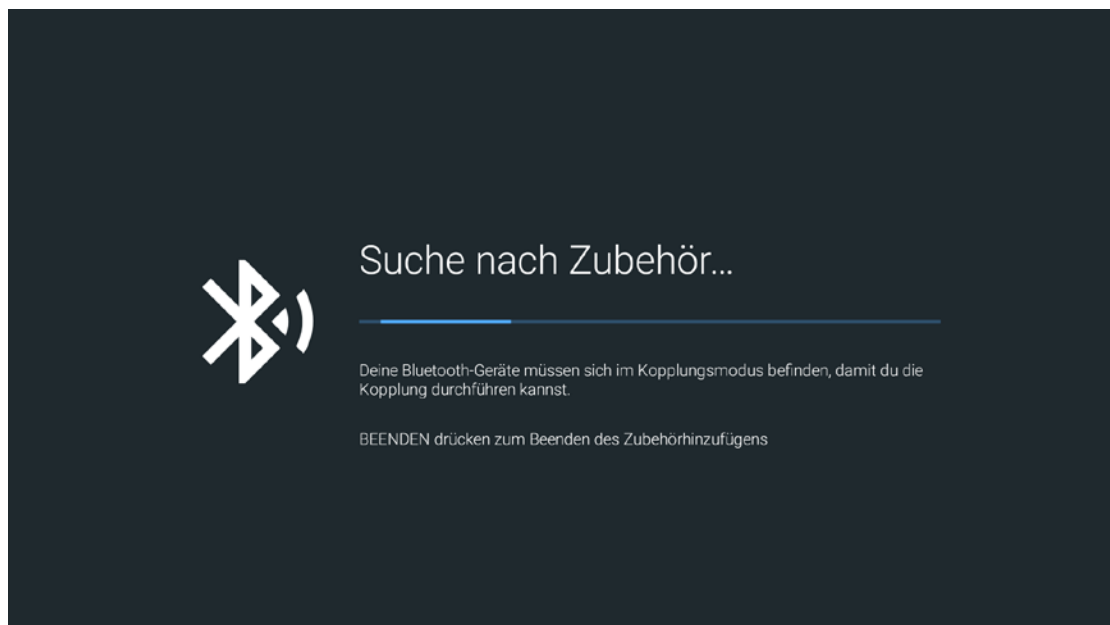 Suche nach Zubehör...
Deine Bluetooth-Geräte müssen sich im Kopplungsmodus befinden, damit du die
Kopplung durchführen kannst.
BEENDEN drücken zum Beenden des Zubehörhinzufügens